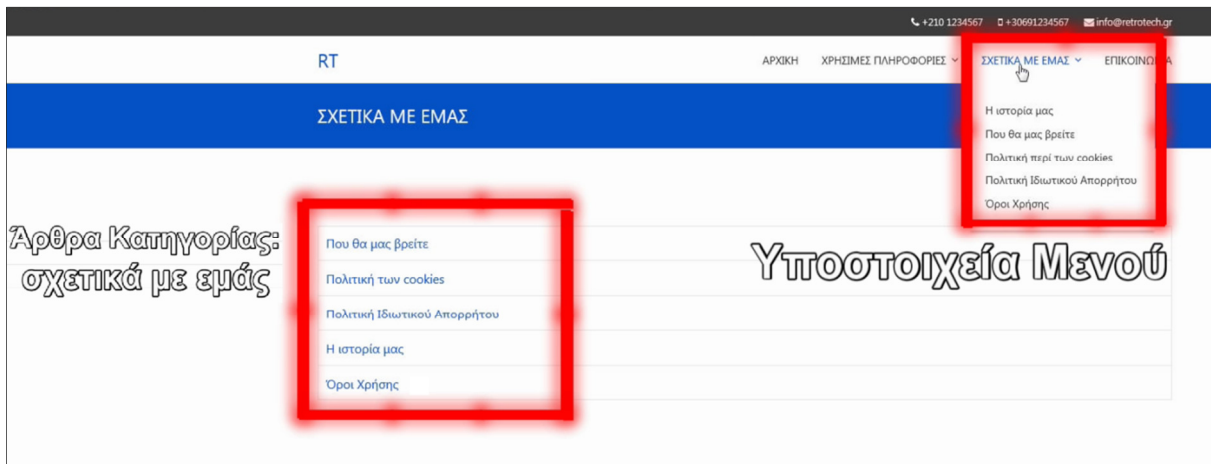 +210 1234567 +30691234567 info@retrotech.gr
RT ΑΡΧΙΚΗ ΧΡΗΣΙΜΕΣ ΠΛΗΡΟΦΟΡΙΕΣ ΣΧΕΤΙΚΑ ΜΕ ΕΜΑΣ
ΣΧΕΤΙΚΑ ΜΕ ΕΜΑΣ
Η ιστορία μας
Που θα μας βρείτε
Πολιτική περί των cookies
Πολιτική Ιδιωτικού Απορρήτου
Όροι Χρήσης
Άρθρα Κατηγορίας:
σχετικά με εμάς
Που θα μας βρείτε
Πολιτική των cookies
Πολιτική Ιδιωτικού Απορρήτου
Η ιστορία μας
Όροι Χρήσης
Υποστοιχεία Μενού